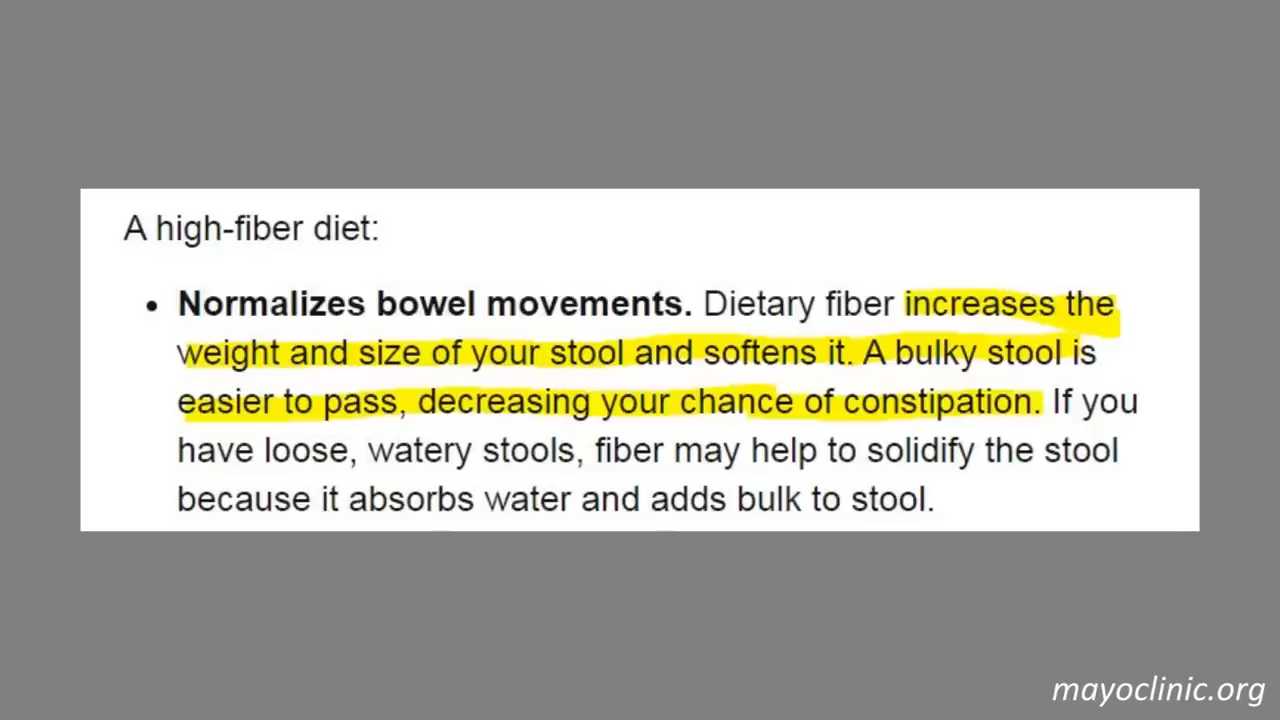 A high-fiber diet:
• Normalizes bowel movements. Dietary fiber increases the
weight and size of your stool and softens it. A bulky stool is
easier to pass, decreasing your chance of constipation. If you
have loose, watery stools, fiber may help to solidify the stool
because it absorbs water and adds bulk to stool.
mayoclinic.org